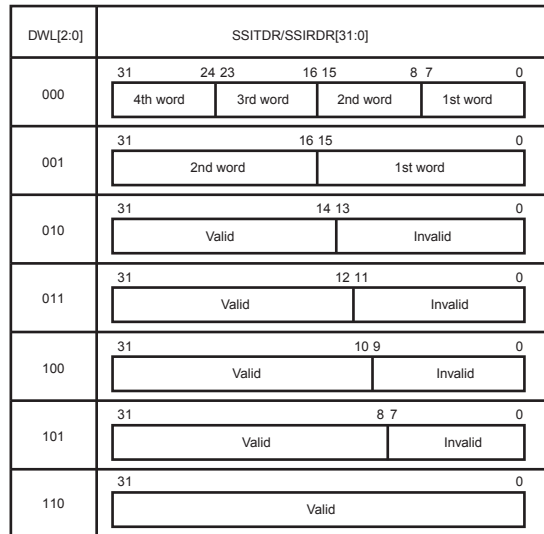 DWL[2:0] SSITDR/SSIRDR[31:0]
31 24 23 16 15 8 7 0
000 4th word 3rd word 2nd word 1st word
31 16 15 0
001 2nd word 1st word
31 14 13 0
010 Valid Invalid
31 12 11 0
011 Valid Invalid
31 10 9 0
100 Valid Invalid
31 8 7 0
101 Valid Invalid
31 0
110 Valid